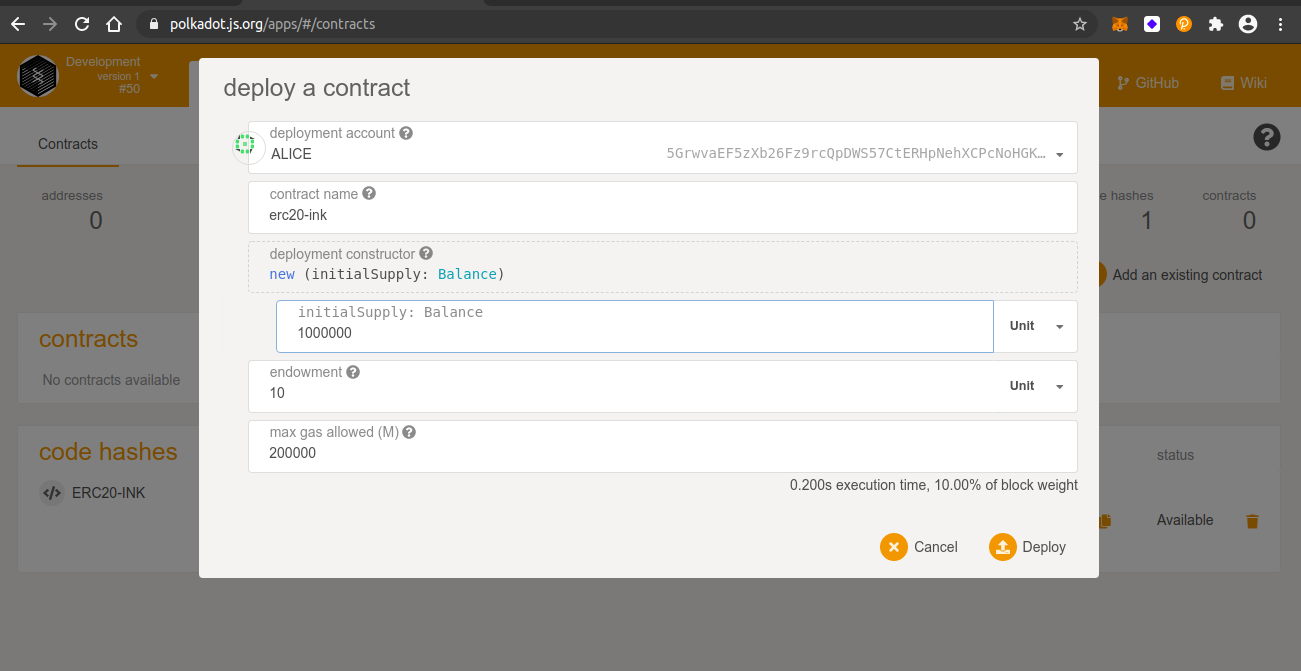 polkadot.js.org/apps/#/contracts
Development
version 1
#50
GitHub
Wiki
deploy a contract
Contracts
deployment account
ALICE 5GrwvaEF5zXb26Fz9rcQpDWS57CtERHpNehXCPcNoHGK…
addresses
0
contract name
erc20-ink
e hashes
1
contracts
0
deployment constructor
new (initialSupply: Balance)
Add an existing contract
initialSupply: Balance
1000000
Unit
contracts
No contracts available
endowment
10
Unit
max gas allowed (M)
200000
code hashes
status
0.200s execution time, 10.00% of block weight
ERC20-INK
Available
Cancel
Deploy